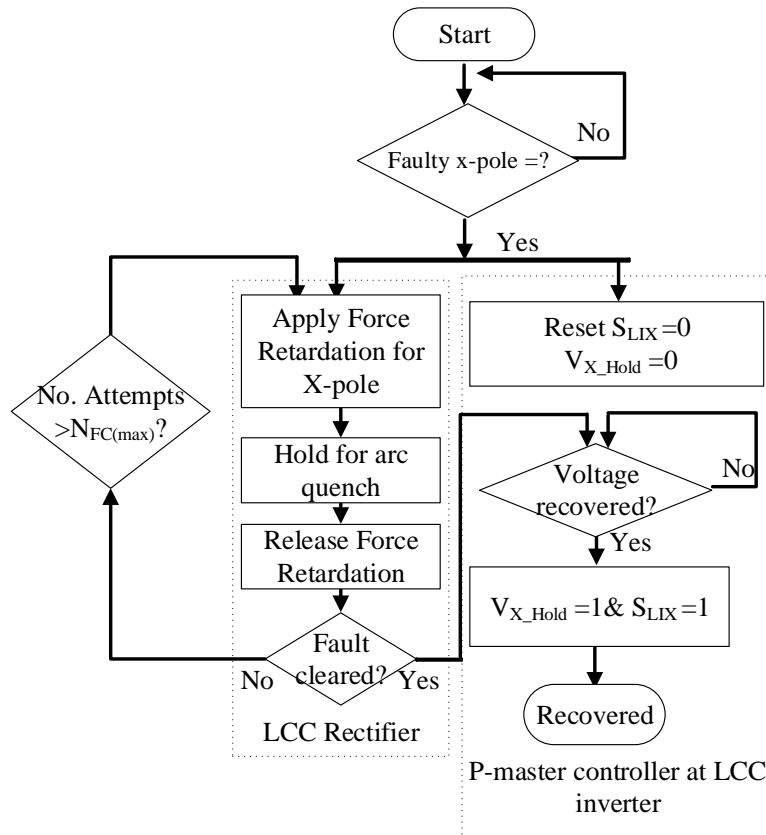 Start
No
Faulty x-pole =?
Yes
Apply Force
Retardation for
X-pole
Reset S_LIX =0
V_X_Hold =0
No. Attempts
>N_FC(max)?
Hold for arc
quench
Voltage
recovered?
No
Release Force
Retardation
Yes
V_X_Hold =1& S_LIX =1
Fault
cleared?
No
Yes
Recovered
LCC Rectifier
P-master controller at LCC
inverter